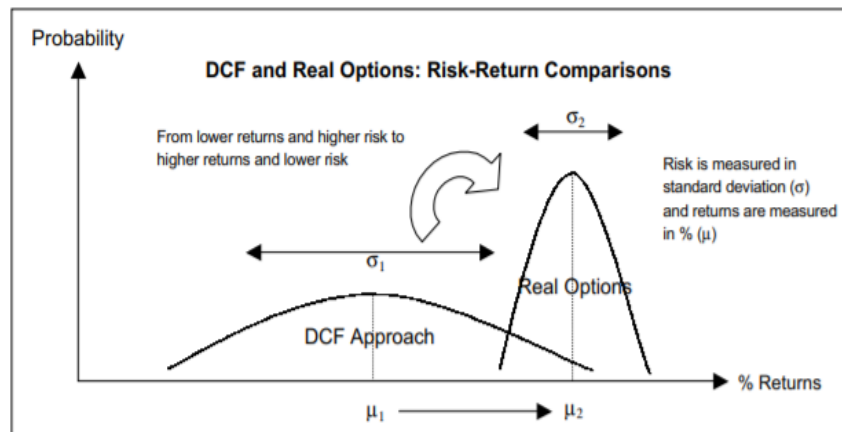 Probability
DCF and Real Options: Risk-Return Comparisons
σ₂
From lower returns and higher risk to
higher returns and lower risk
Risk is measured in
standard deviation (σ)
and returns are measured
in % (μ)
σ₁
Real Options
DCF Approach
% Returns
μ₁
μ₂